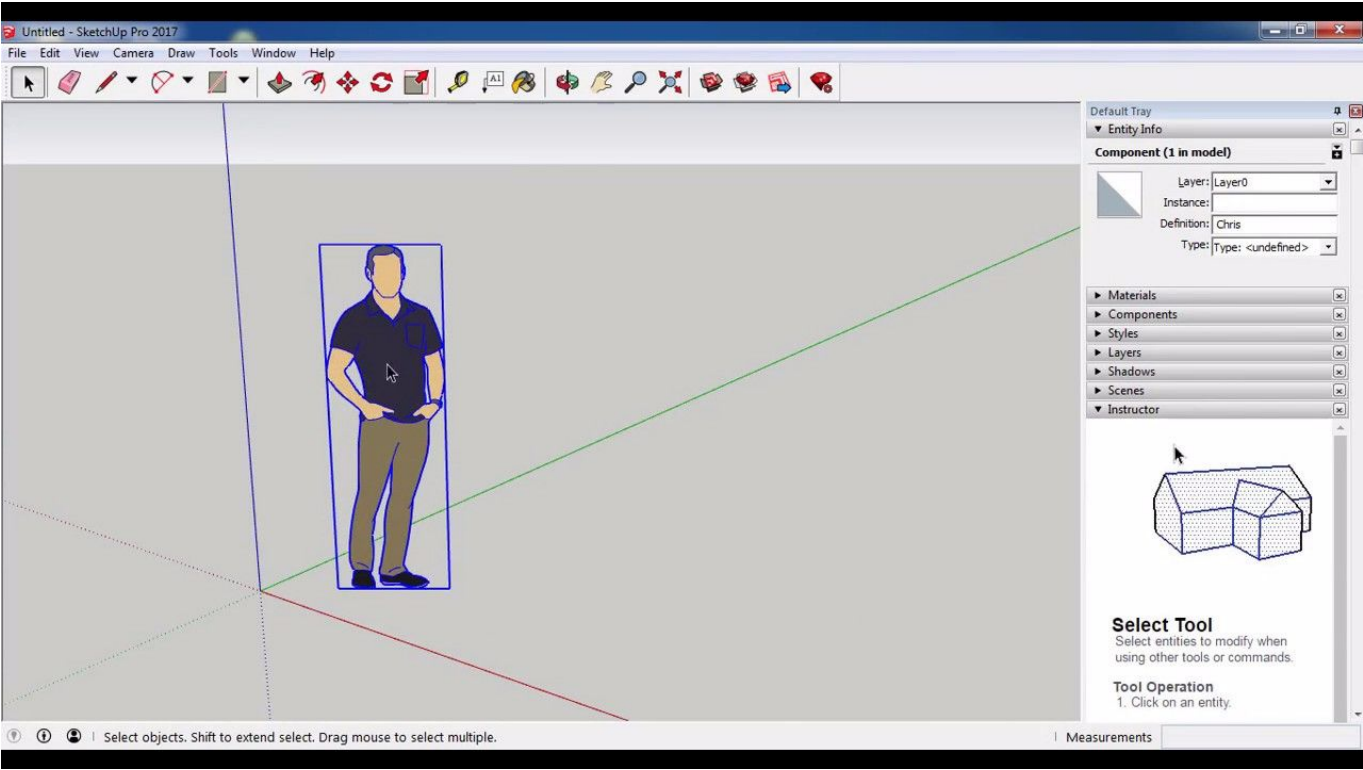 Untitled - SketchUp Pro 2017
File Edit View Camera Draw Tools Window Help
A1
Default Tray
Entity Info
Component (1 in model)
Layer: Layer0
Instance:
Definition: Chris
Type: Type: <undefined>
Materials
Components
Styles
Layers
Shadows
Scenes
Instructor
Select Tool
Select entities to modify when
using other tools or commands.
Tool Operation
1. Click on an entity.
Select objects. Shift to extend select. Drag mouse to select multiple.
Measurements